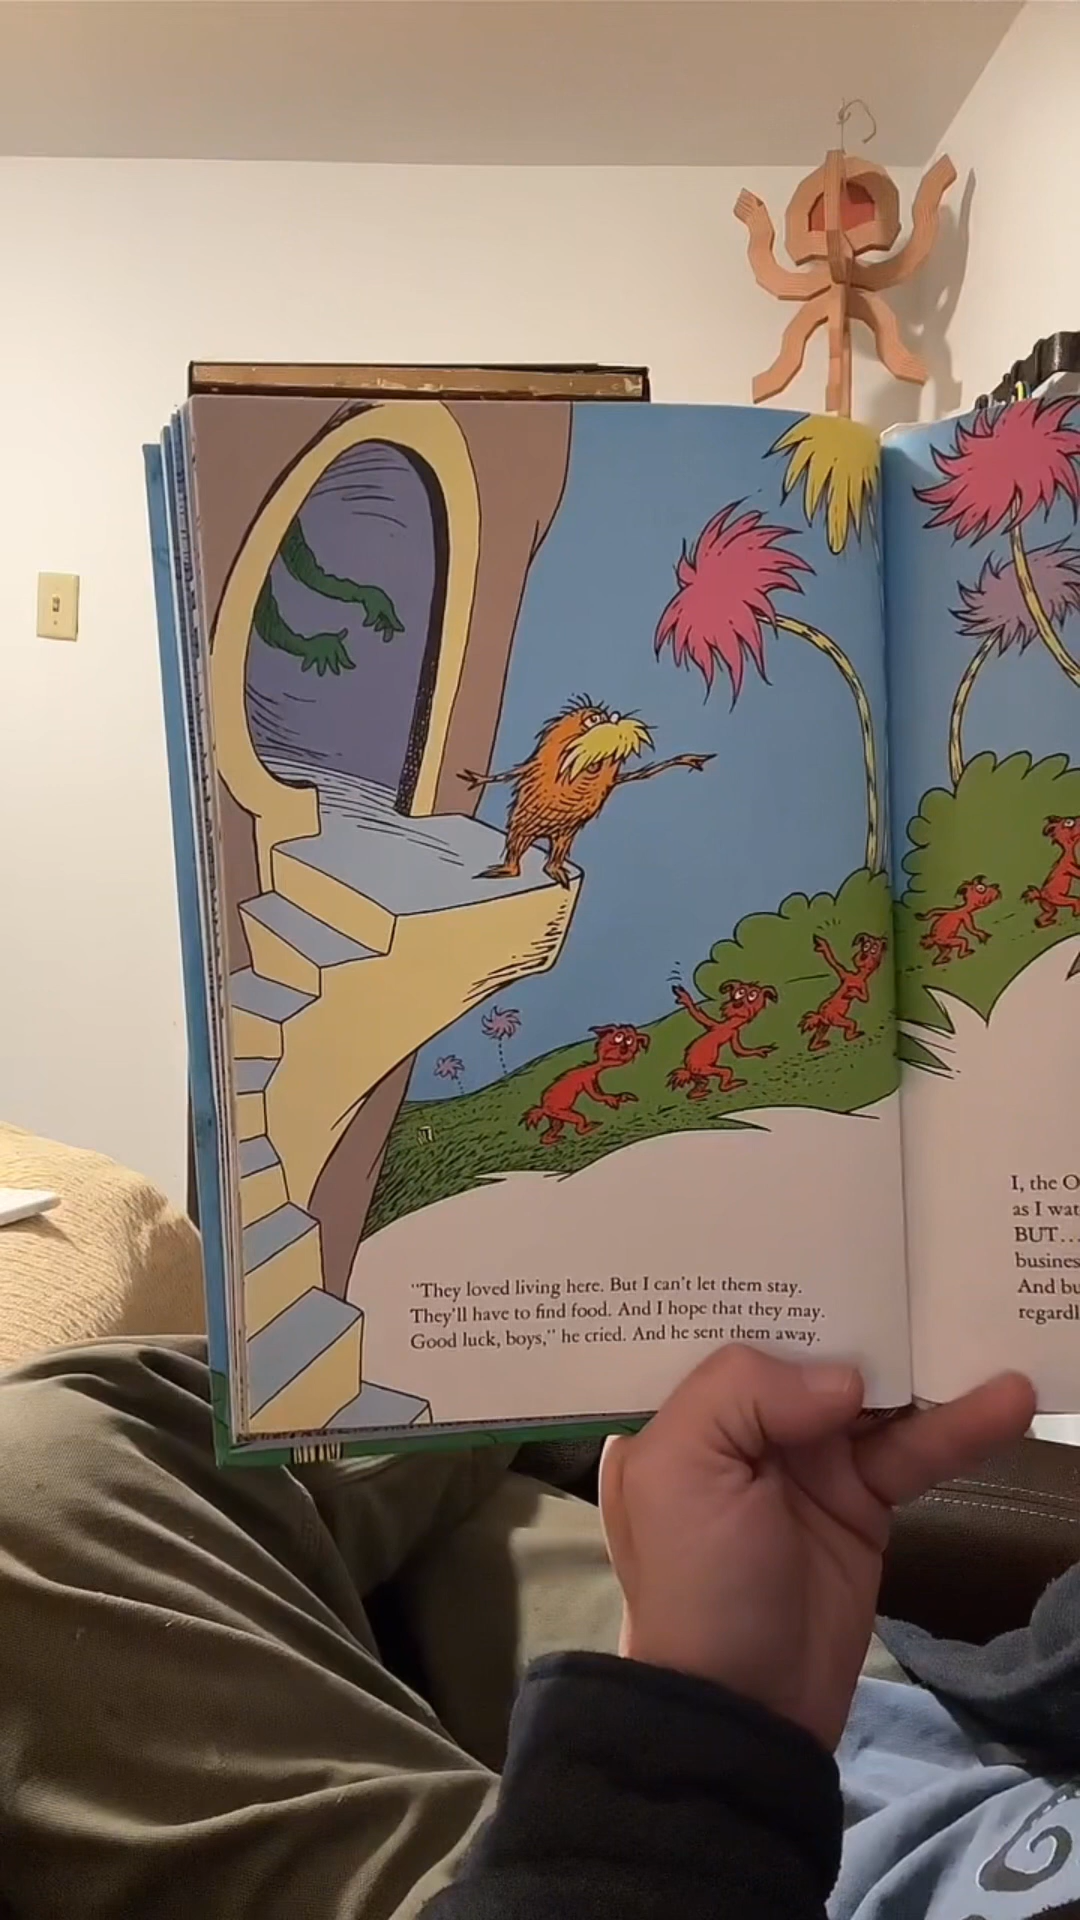 "They loved living here. But I can't let them stay.
They'll have to find food. And I hope that they may.
Good luck, boys," he cried. And he sent them away.
I, the O
as I wat
BUT...
busines
And bu
regardl